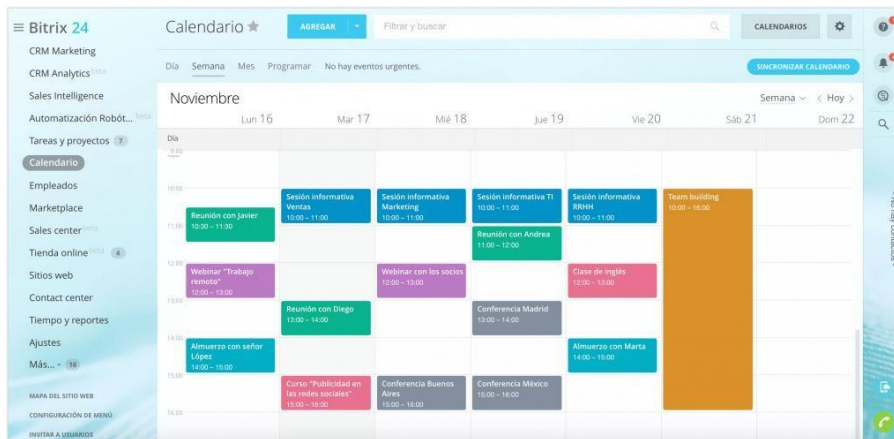 Bitrix 24
CRM Marketing
CRM Analytics beta
Sales Intelligence
Automatización Robót... beta
Tareas y proyectos 7
Calendario
Empleados
Marketplace
Sales center beta
Tienda online beta 4
Sitios web
Contact center
Tiempo y reportes
Ajustes
Más... - 16
MAPA DEL SITIO WEB
CONFIGURACIÓN DE MENÚ
INVITAR A USUARIOS
Calendario
AGREGAR
Filtrar y buscar
CALENDARIOS
Día Semana Mes Programar No hay eventos urgentes.
SINCRONIZAR CALENDARIO
Noviembre
Semana < Hoy >
Lun 16 Mar 17 Mié 18 Jue 19 Vie 20 Sáb 21 Dom 22
Día
9:00
10:00
11:00
12:00
13:00
14:00
15:00
16:00
Reunión con Javier
10:30 – 11:30
Webinar "Trabajo
remoto"
12:00 – 13:00
Almuerzo con señor
López
14:00 – 15:00
Sesión informativa
Ventas
10:00 – 11:00
Reunión con Diego
13:00 – 14:00
Curso "Publicidad en
las redes sociales"
15:00 – 16:00
Sesión informativa
Marketing
10:00 – 11:00
Webinar con los socios
12:00 – 13:00
Conferencia Buenos
Aires
15:00 – 16:00
Sesión informativa TI
10:00 – 11:00
Reunión con Andrea
11:00 – 12:00
Conferencia Madrid
13:00 – 14:00
Conferencia México
15:00 – 16:00
Sesión informativa
RRHH
10:00 – 11:00
Clase de inglés
12:00 – 13:00
Almuerzo con Marta
14:00 – 15:00
Team building
10:00 – 16:00